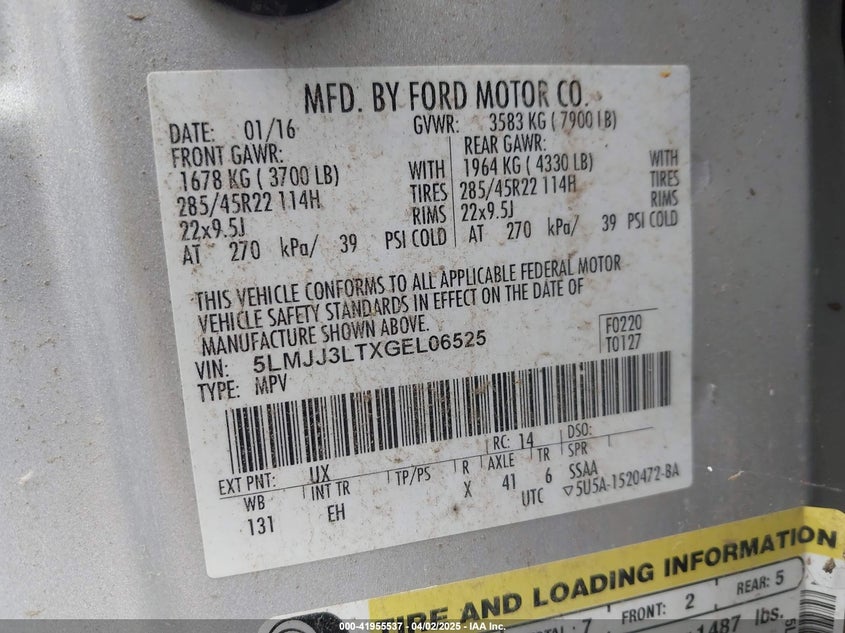 MFD. BY FORD MOTOR CO.
DATE: 01/16
GVWR: 3583 KG ( 7900 LB)
FRONT GAWR:
1678 KG ( 3700 LB) WITH
285/45R22 114H TIRES
22x9.5J RIMS
AT 270 kPa/ 39 PSI COLD
REAR GAWR:
1964 KG ( 4330 LB) WITH
285/45R22 114H TIRES
22x9.5J RIMS
AT 270 kPa/ 39 PSI COLD
THIS VEHICLE CONFORMS TO ALL APPLICABLE FEDERAL MOTOR
VEHICLE SAFETY STANDARDS IN EFFECT ON THE DATE OF
MANUFACTURE SHOWN ABOVE.
VIN: 5LMJJ3LTXGEL06525
TYPE: MPV
F0220
T0127
EXT PNT: UX RC: 14 DSO:
WB INT TR TP/PS R AXLE TR SPR
131 EH X 41 6 SSAA
UTC ▽5U5A-1520472-BA
AND LOADING INFORMATION
7 FRONT: 2 REAR: 5
1487 lbs.
000-41955537 - 04/02/2025 - IAA, Inc.